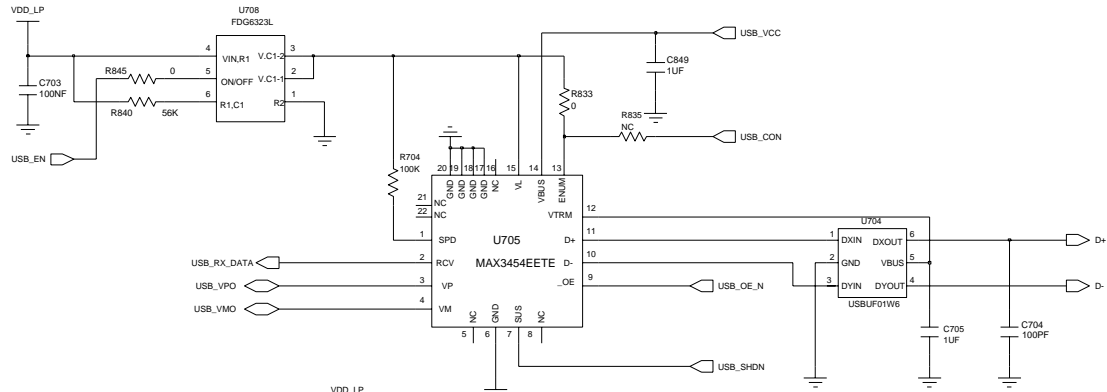 VDD_LP
U708
FDG6323L
4
VIN,R1
V.C1-2
3
R845
0
5
ON/OFF
V.C1-1
2
C703
100NF
6
R1,C1
R2
1
R840
56K
USB_EN
USB_VCC
C849
1UF
R833
0
R835
NC
USB_CON
R704
100K
20
19
18
17
16
15
14
13
GND
GND
GND
GND
NC
VL
VBUS
ENUM
21
NC
22
NC
VTRM
12
1
SPD
U705
D+
11
USB_RX_DATA
2
RCV
MAX3454EETE
D-
10
USB_VPO
3
VP
_OE
9
USB_OE_N
USB_VMO
4
VM
NC
GND
SUS
NC
5
6
7
8
USB_SHDN
U704
1
DXIN
DXOUT
6
D+
2
GND
VBUS
5
3
DYIN
DYOUT
4
D-
USBUF01W6
C705
1UF
C704
100PF
VDD_LP